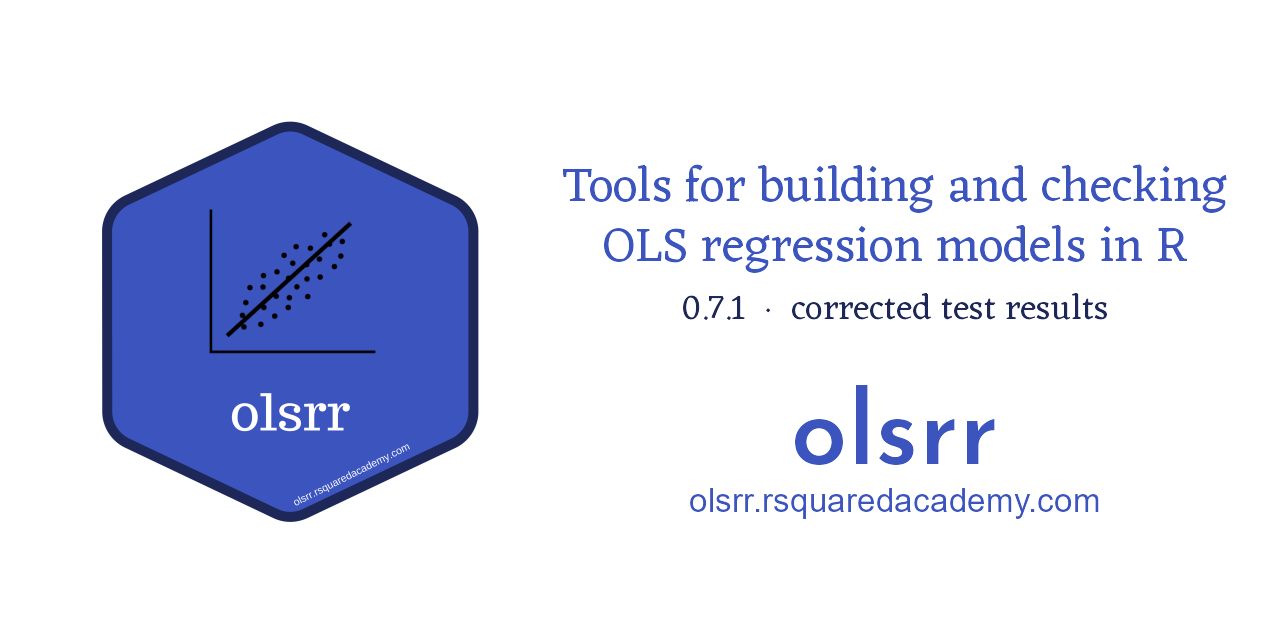 olsrr
olsrr.rsquaredacademy.com
Tools for building and checking
OLS regression models in R
0.7.1 · corrected test results
olsrr
olsrr.rsquaredacademy.com